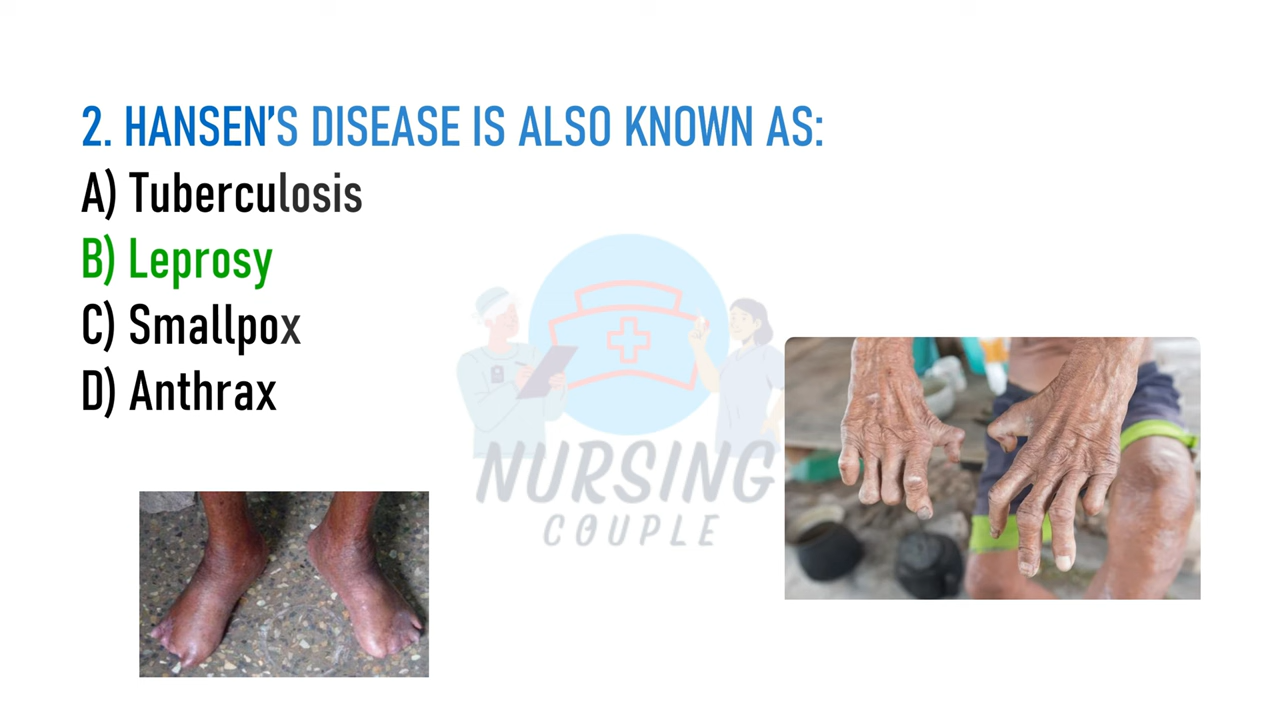 2. HANSEN’S DISEASE IS ALSO KNOWN AS:
A) Tuberculosis
B) Leprosy
C) Smallpox
D) Anthrax
NURSING
COUPLE